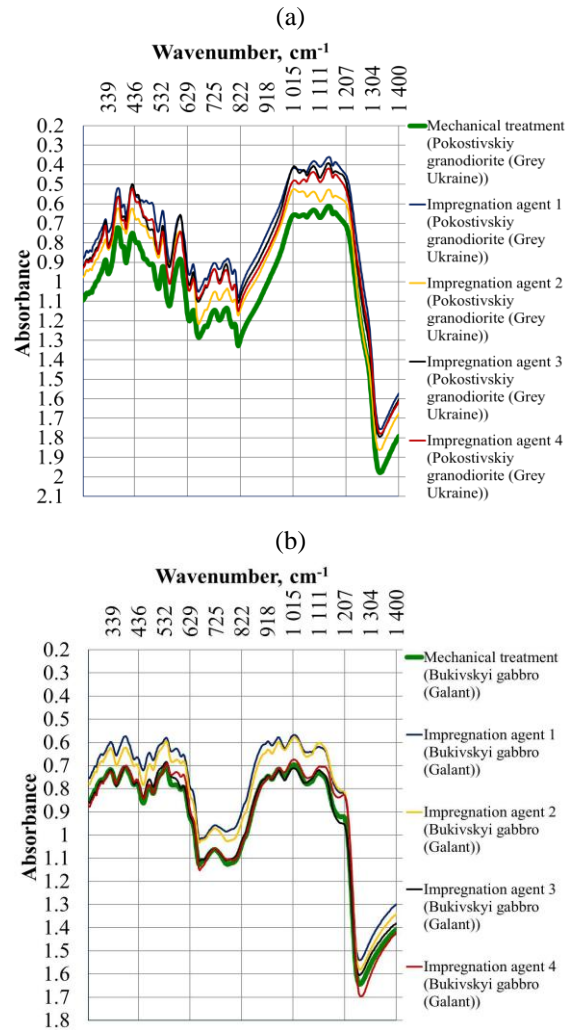 (a)
Wavenumber, cm-1
339 436 532 629 725 822 918 1 015 1 111 1 207 1 304 1 400
Absorbance
0.2
0.3
0.4
0.5
0.6
0.7
0.8
0.9
1
1.1
1.2
1.3
1.4
1.5
1.6
1.7
1.8
1.9
2
2.1
Mechanical treatment
(Pokostivskiy
granodiorite (Grey
Ukraine))
Impregnation agent 1
(Pokostivskiy
granodiorite (Grey
Ukraine))
Impregnation agent 2
(Pokostivskiy
granodiorite (Grey
Ukraine))
Impregnation agent 3
(Pokostivskiy
granodiorite (Grey
Ukraine))
Impregnation agent 4
(Pokostivskiy
granodiorite (Grey
Ukraine))
(b)
Wavenumber, cm-1
339 436 532 629 725 822 918 1 015 1 111 1 207 1 304 1 400
Absorbance
0.2
0.3
0.4
0.5
0.6
0.7
0.8
0.9
1
1.1
1.2
1.3
1.4
1.5
1.6
1.7
1.8
Mechanical treatment
(Bukivskyi gabbro
(Galant))
Impregnation agent 1
(Bukivskyi gabbro
(Galant))
Impregnation agent 2
(Bukivskyi gabbro
(Galant))
Impregnation agent 3
(Bukivskyi gabbro
(Galant))
Impregnation agent 4
(Bukivskyi gabbro
(Galant))